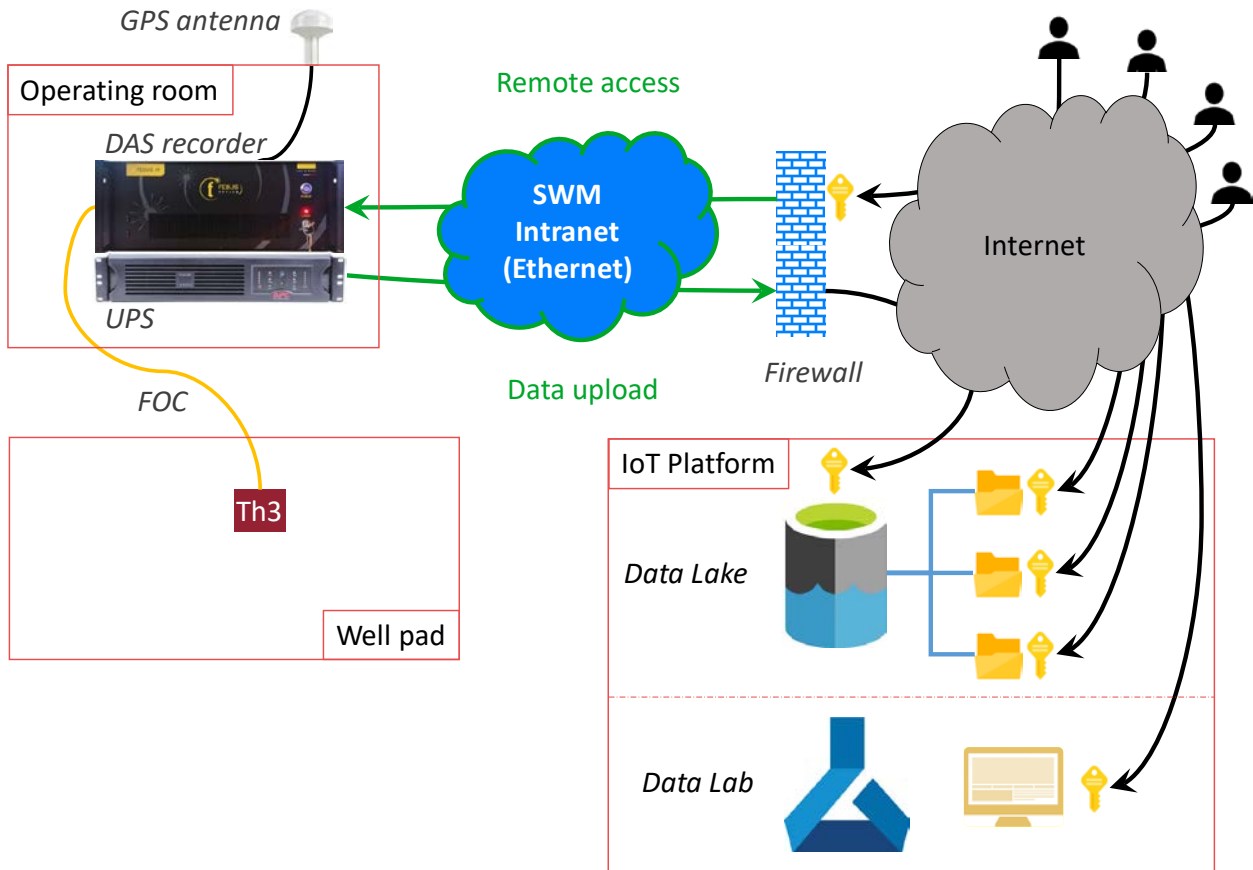 GPS antenna
Operating room
DAS recorder
UPS
FOC
Th3
Well pad
Remote access
SWM
Intranet
(Ethernet)
Data upload
Firewall
Internet
IoT Platform
Data Lake
Data Lab